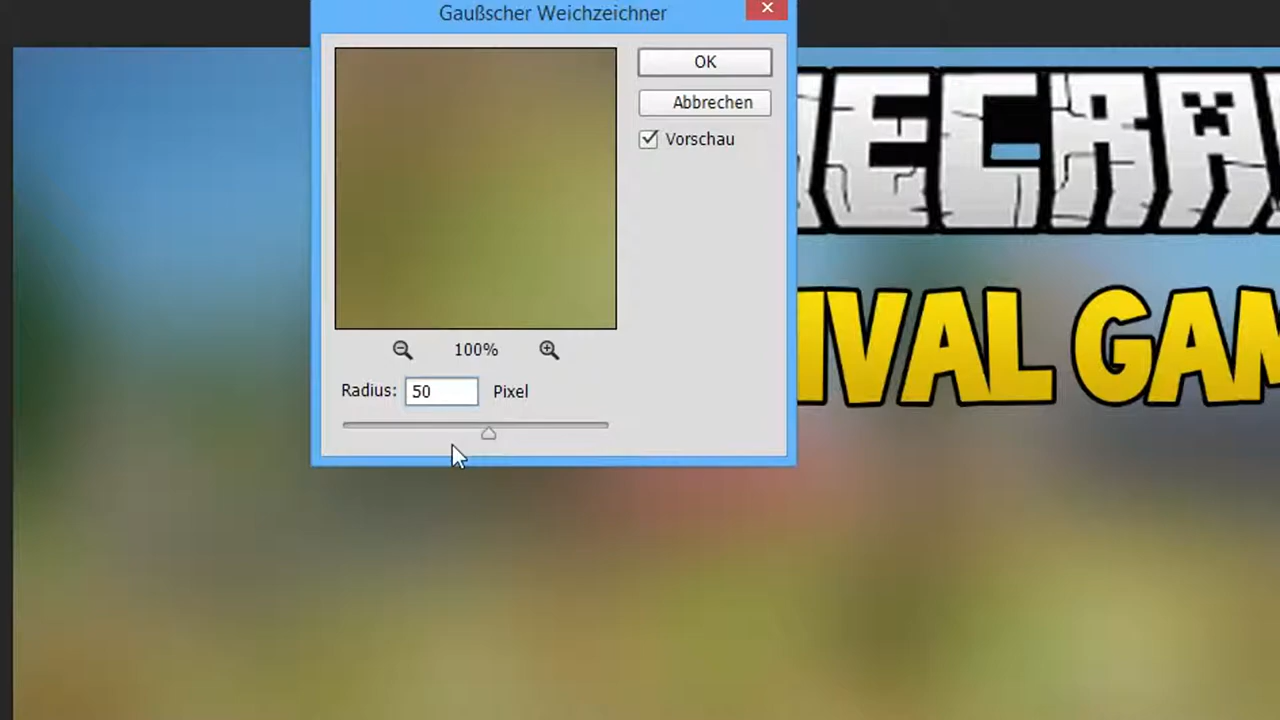 Gaußscher Weichzeichner
OK
Abbrechen
Vorschau
100%
Radius: 50 Pixel
ECRA
IVAL GAM